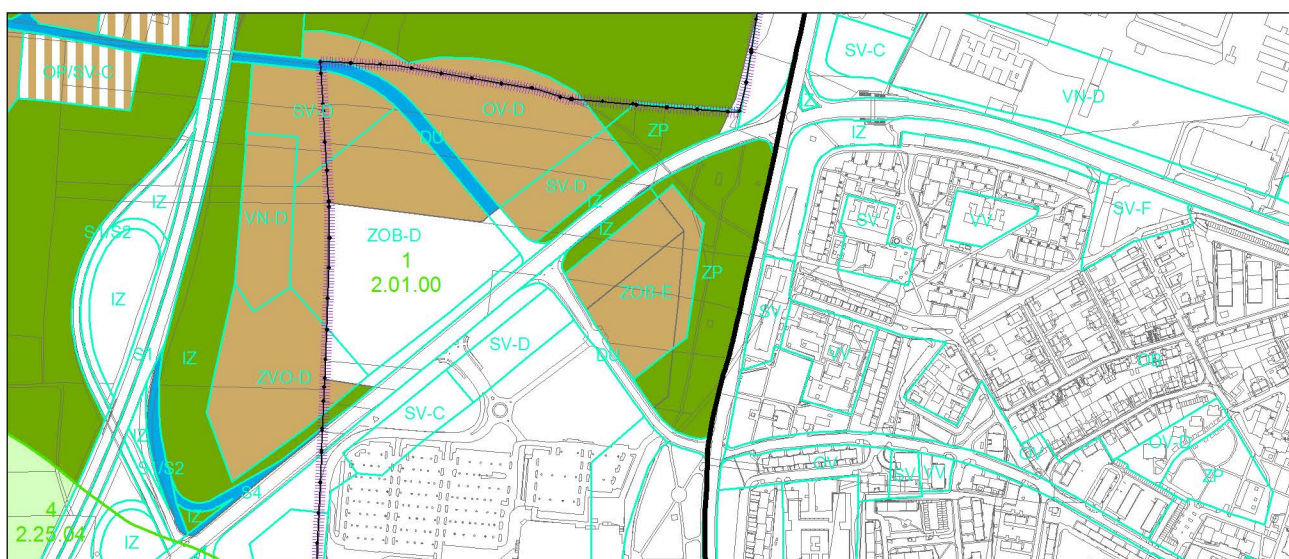 SV-C
OP/SV-C
VN-D
SV-D
OV-D
DU
ZP
IZ
IZ
SV-D
IZ
SV-F
VN-D
SV
VV
S1/S2
ZOB-D
1
2.01.00
IZ
ZP
IZ
ZOB-E
SV
SV-D
VV
S1
IZ
DU
OB
ZVO-D
SV-C
IZ
OV
S1/S2
SV
VV
ZP
S4
4
2.25.04
IZ
IZ